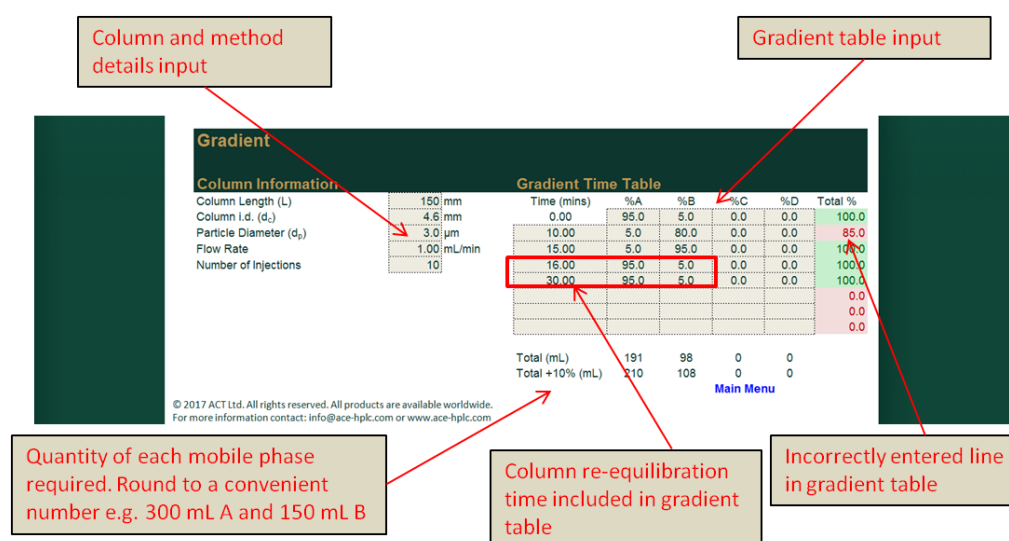 Column and method
details input
Gradient table input
Gradient
Column Information
Column Length (L) 150 mm
Column i.d. (dc) 4.6 mm
Particle Diameter (dp) 3.0 µm
Flow Rate 1.00 mL/min
Number of Injections 10
Gradient Time Table
Time (mins) %A %B %C %D Total %
0.00 95.0 5.0 0.0 0.0 100.0
10.00 5.0 80.0 0.0 0.0 85.0
15.00 5.0 95.0 0.0 0.0 100.0
16.00 95.0 5.0 0.0 0.0 100.0
30.00 95.0 5.0 0.0 0.0 100.0
0.0
0.0
0.0
Total (mL) 191 98 0 0
Total +10% (mL) 210 108 0 0
Main Menu
© 2017 ACT Ltd. All rights reserved. All products are available worldwide.
For more information contact: info@ace-hplc.com or www.ace-hplc.com
Quantity of each mobile phase
required. Round to a convenient
number e.g. 300 mL A and 150 mL B
Column re-equilibration
time included in gradient
table
Incorrectly entered line
in gradient table